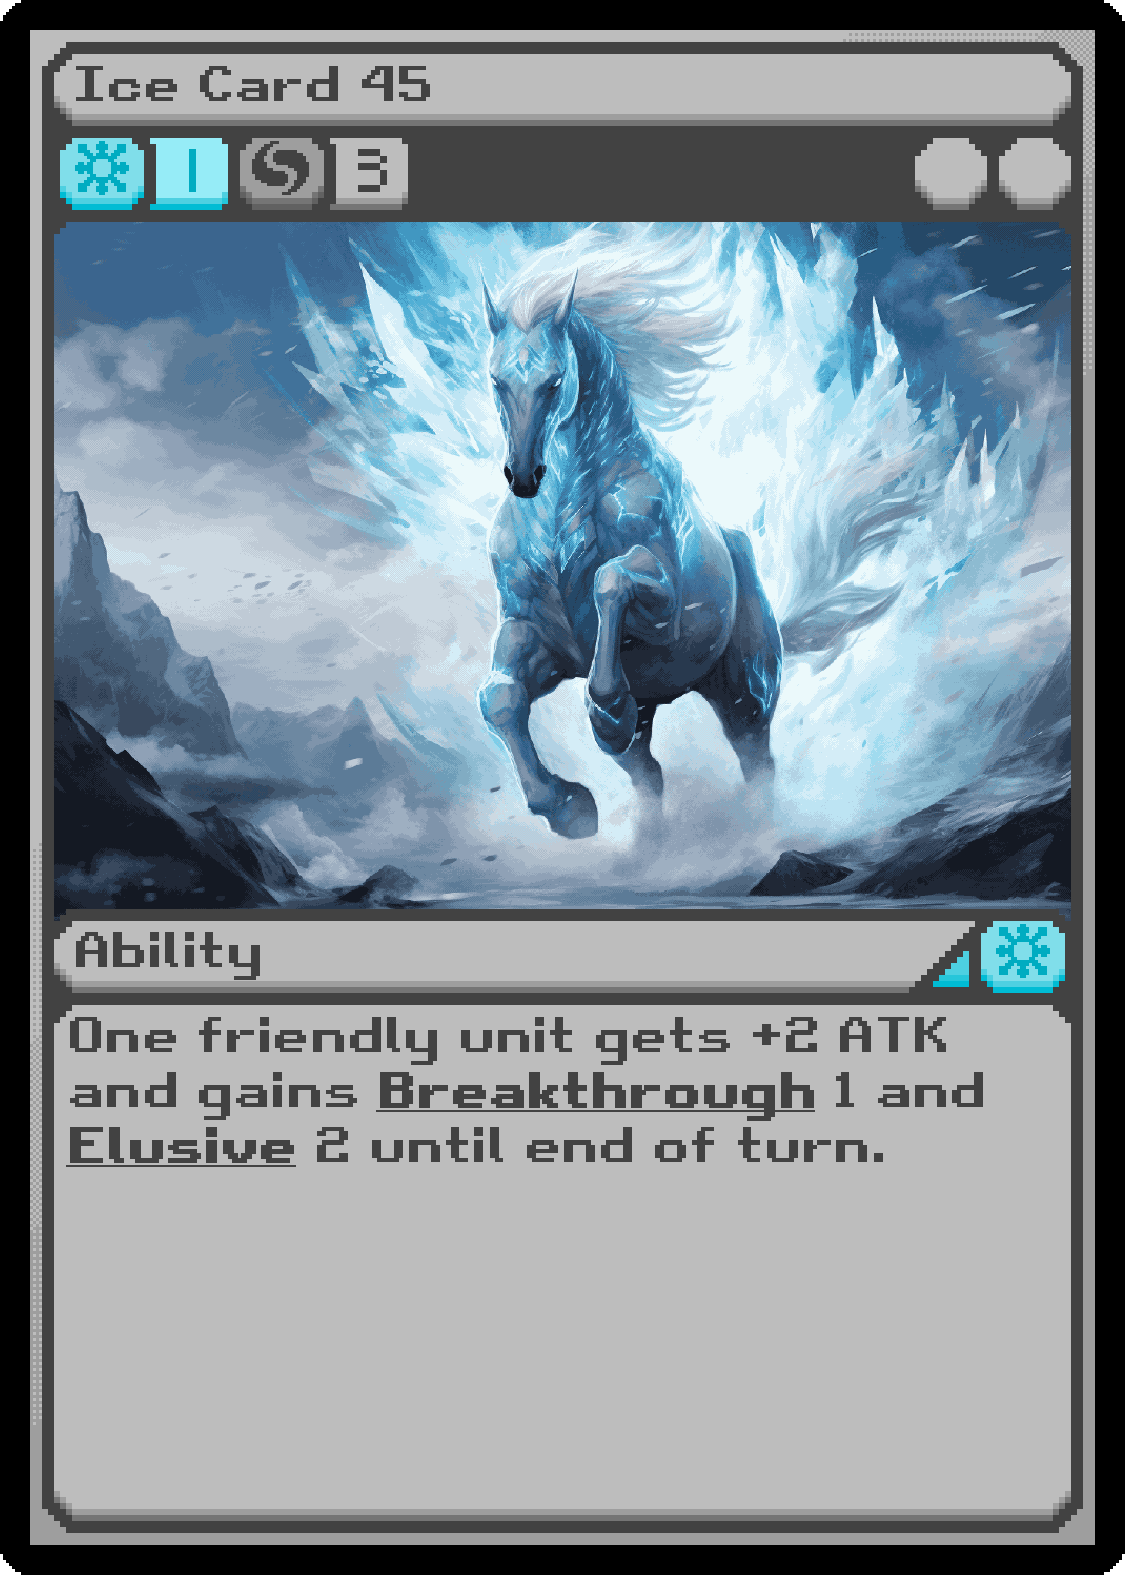 Ice Card 45
1 3
Ability
One friendly unit gets +2 ATK
and gains Breakthrough 1 and
Elusive 2 until end of turn.